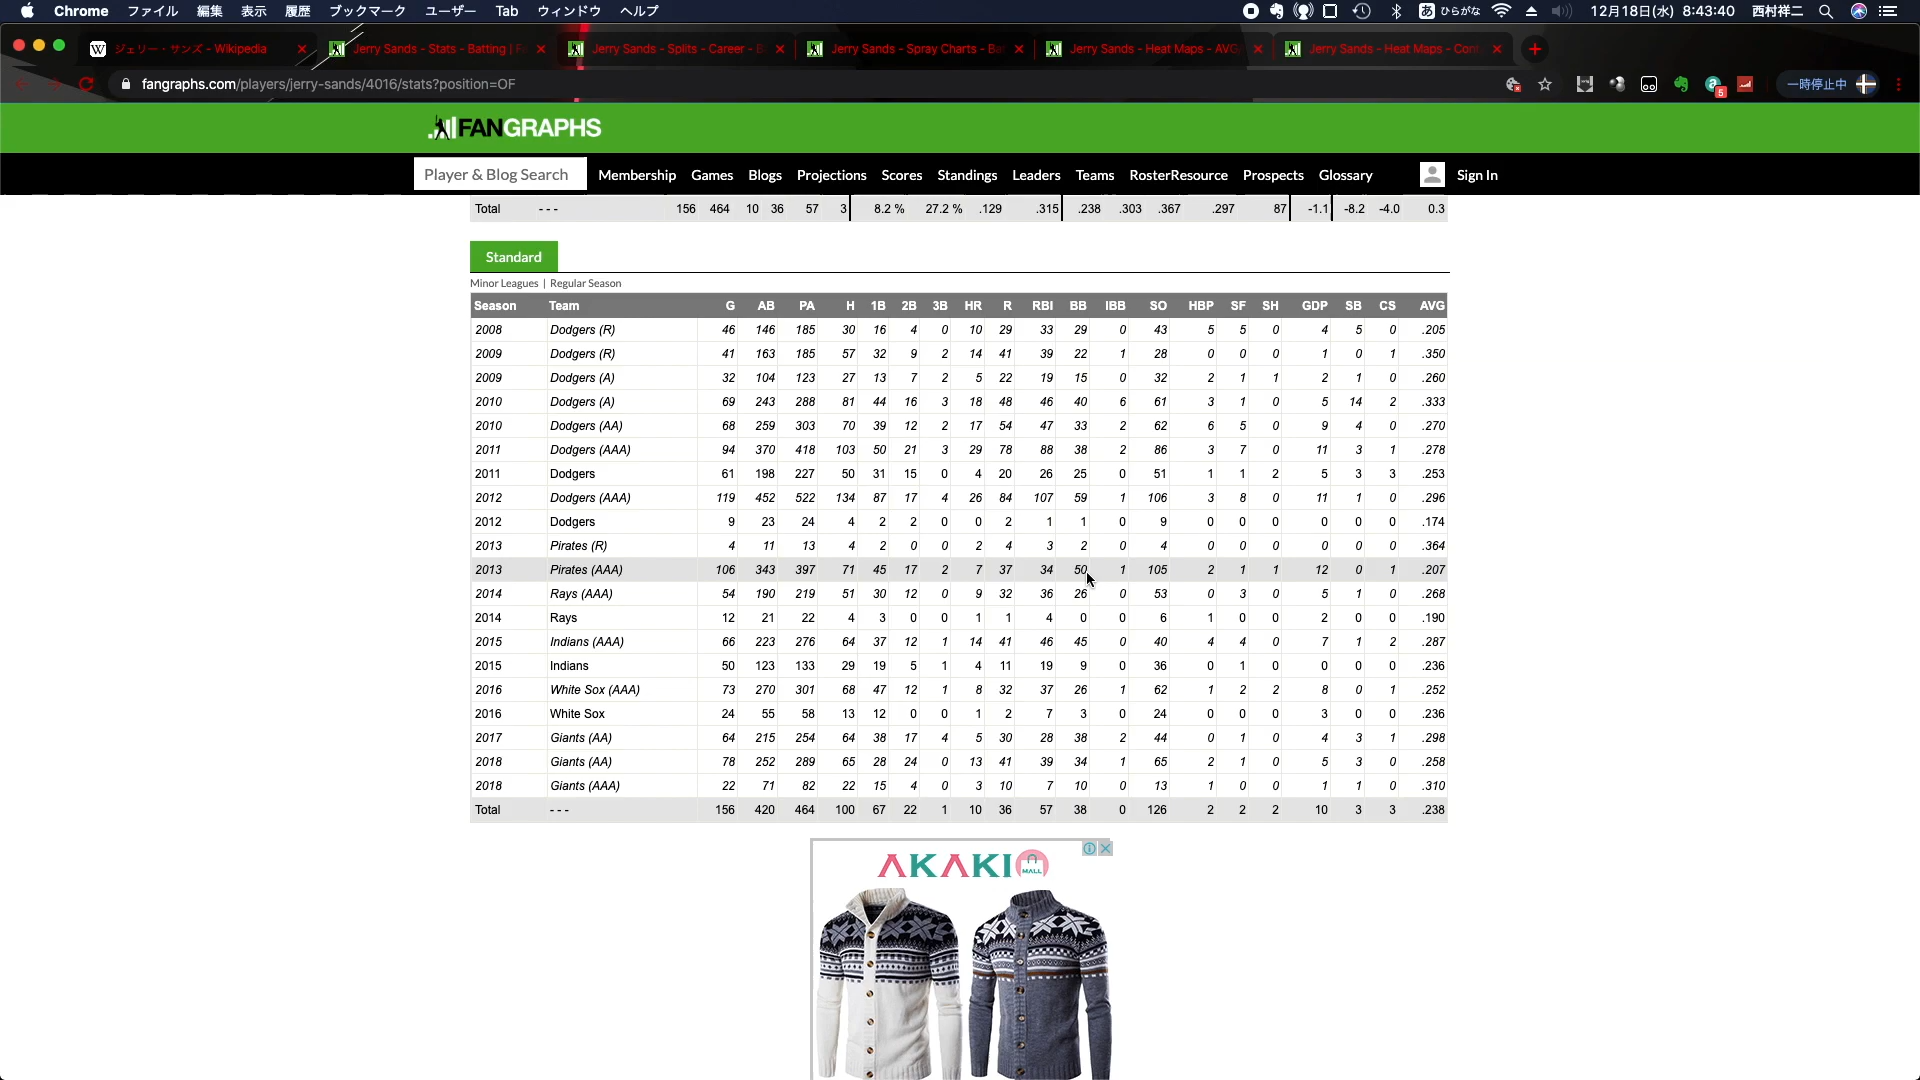 Chrome ファイル 編集 表示 履歴 ブックマーク ユーザー Tab ウィンドウ ヘルプ あ ひらがな 12月18日(水) 8:43:40 西村祥二
W ジェリー・サンズ - Wikipedia Jerry Sands - Stats - Batting | F Jerry Sands - Splits - Career - B Jerry Sands - Spray Charts - Ba Jerry Sands - Heat Maps - AVG Jerry Sands - Heat Maps - Cont
fangraphs.com/players/jerry-sands/4016/stats?position=OF 5 一時停止中
FANGRAPHS
Player & Blog Search Membership Games Blogs Projections Scores Standings Leaders Teams RosterResource Prospects Glossary Sign In
Total - - - 156 464 10 36 57 3 8.2 % 27.2 % .129 .315 .238 .303 .367 .297 87 -1.1 -8.2 -4.0 0.3
Standard
Minor Leagues | Regular Season
Season Team G AB PA H 1B 2B 3B HR R RBI BB IBB SO HBP SF SH GDP SB CS AVG
2008 Dodgers (R) 46 146 185 30 16 4 0 10 29 33 29 0 43 5 5 0 4 5 0 .205
2009 Dodgers (R) 41 163 185 57 32 9 2 14 41 39 22 1 28 0 0 0 1 0 1 .350
2009 Dodgers (A) 32 104 123 27 13 7 2 5 22 19 15 0 32 2 1 1 2 1 0 .260
2010 Dodgers (A) 69 243 288 81 44 16 3 18 48 46 40 6 61 3 1 0 5 14 2 .333
2010 Dodgers (AA) 68 259 303 70 39 12 2 17 54 47 33 2 62 6 5 0 9 4 0 .270
2011 Dodgers (AAA) 94 370 418 103 50 21 3 29 78 88 38 2 86 3 7 0 11 3 1 .278
2011 Dodgers 61 198 227 50 31 15 0 4 20 26 25 0 51 1 1 2 5 3 3 .253
2012 Dodgers (AAA) 119 452 522 134 87 17 4 26 84 107 59 1 106 3 8 0 11 1 0 .296
2012 Dodgers 9 23 24 4 2 2 0 0 2 1 1 0 9 0 0 0 0 0 0 .174
2013 Pirates (R) 4 11 13 4 2 0 0 2 4 3 2 0 4 0 0 0 0 0 0 .364
2013 Pirates (AAA) 106 343 397 71 45 17 2 7 37 34 50 1 105 2 1 1 12 0 1 .207
2014 Rays (AAA) 54 190 219 51 30 12 0 9 32 36 26 0 53 0 3 0 5 1 0 .268
2014 Rays 12 21 22 4 3 0 0 1 1 4 0 0 6 1 0 0 2 0 0 .190
2015 Indians (AAA) 66 223 276 64 37 12 1 14 41 46 45 0 40 4 4 0 7 1 2 .287
2015 Indians 50 123 133 29 19 5 1 4 11 19 9 0 36 0 1 0 0 0 0 .236
2016 White Sox (AAA) 73 270 301 68 47 12 1 8 32 37 26 1 62 1 2 2 8 0 1 .252
2016 White Sox 24 55 58 13 12 0 0 1 2 7 3 0 24 0 0 0 3 0 0 .236
2017 Giants (AA) 64 215 254 64 38 17 4 5 30 28 38 2 44 0 1 0 4 3 1 .298
2018 Giants (AA) 78 252 289 65 28 24 0 13 41 39 34 1 65 2 1 0 5 3 0 .258
2018 Giants (AAA) 22 71 82 22 15 4 0 3 10 7 10 0 13 1 0 0 1 1 0 .310
Total - - - 156 420 464 100 67 22 1 10 36 57 38 0 126 2 2 2 10 3 3 .238
AKAKI MALL